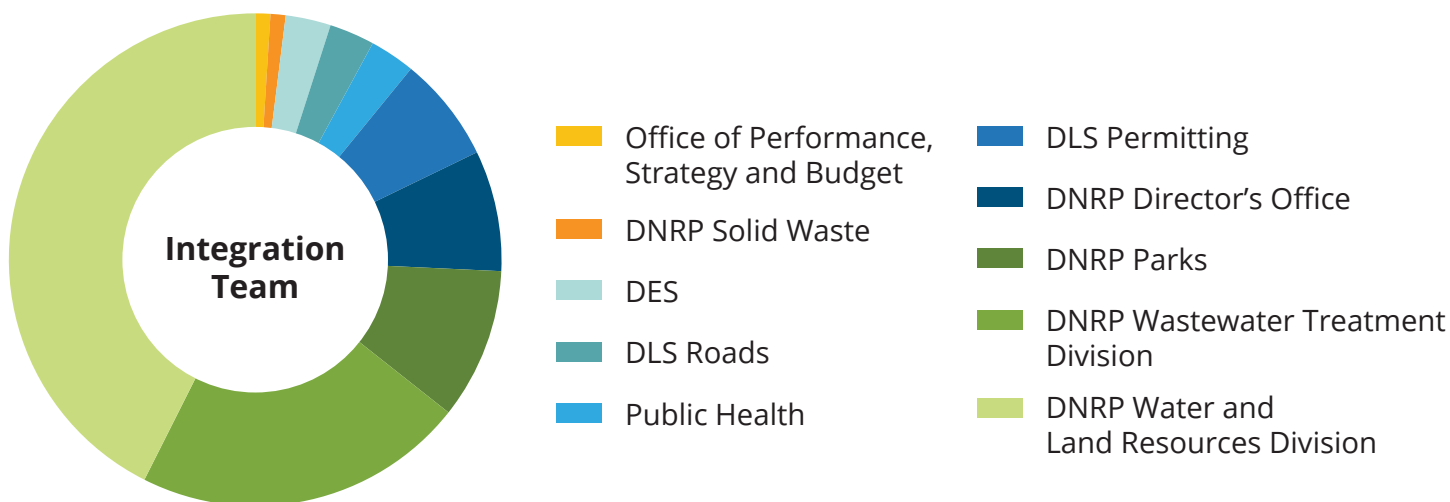 Integration
Team
Office of Performance,
Strategy and Budget
DNRP Solid Waste
DES
DLS Roads
Public Health
DLS Permitting
DNRP Director’s Office
DNRP Parks
DNRP Wastewater Treatment
Division
DNRP Water and
Land Resources Division